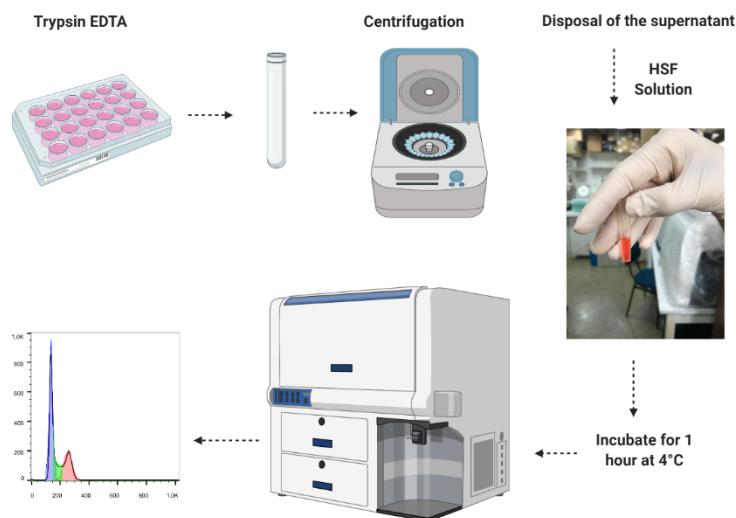 Trypsin EDTA
Centrifugation
Disposal of the supernatant
HSF
Solution
Incubate for 1
hour at 4°C
1,0K
800
600
400
200
0
0 200 400 600 800 1,0K